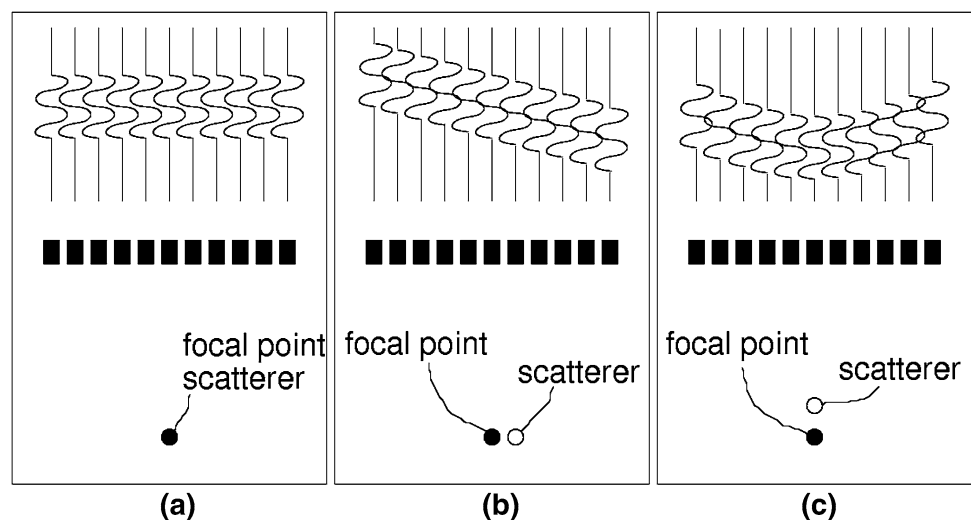 focal point
scatterer
focal point
scatterer
focal point
scatterer
(a)
(b)
(c)